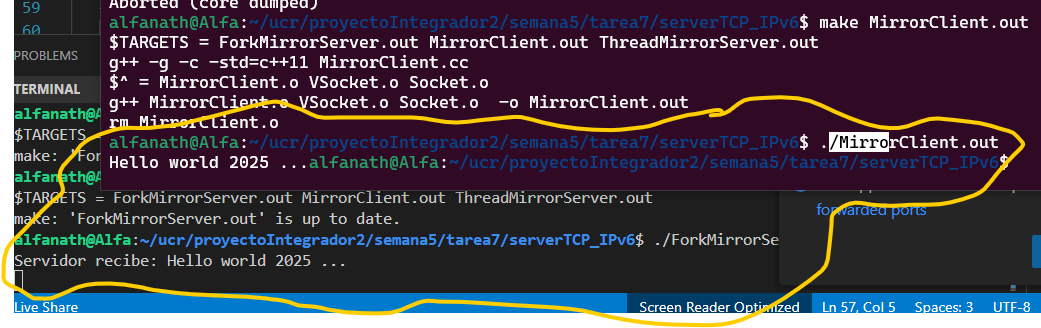 59
60
PROBLEMS
TERMINAL
Aborted (core dumped)
alfanath@Alfa:~/ucr/proyectoIntegrador2/semana5/tarea7/serverTCP_IPv6$ make MirrorClient.out
$TARGETS = ForkMirrorServer.out MirrorClient.out ThreadMirrorServer.out
g++ -g -c -std=c++11 MirrorClient.cc
$^ = MirrorClient.o VSocket.o Socket.o
g++ MirrorClient.o VSocket.o Socket.o  -o MirrorClient.out
rm MirrorClient.o
alfanath@Alfa:~/ucr/proyectoIntegrador2/semana5/tarea7/serverTCP_IPv6$ ./MirrorClient.out
Hello world 2025 ...alfanath@Alfa:~/ucr/proyectoIntegrador2/semana5/tarea7/serverTCP_IPv6$
alfana
$TARGETS
make: 'For
alfa
$TARGETS = ForkMirrorServer.out MirrorClient.out ThreadMirrorServer.out
make: 'ForkMirrorServer.out' is up to date.
alfanath@Alfa:~/ucr/proyectoIntegrador2/semana5/tarea7/serverTCP_IPv6$ ./ForkMirrorSe
Servidor recibe: Hello world 2025 ...
forwarded ports
Live Share
Screen Reader Optimized
Ln 57, Col 5
Spaces: 3
UTF-8